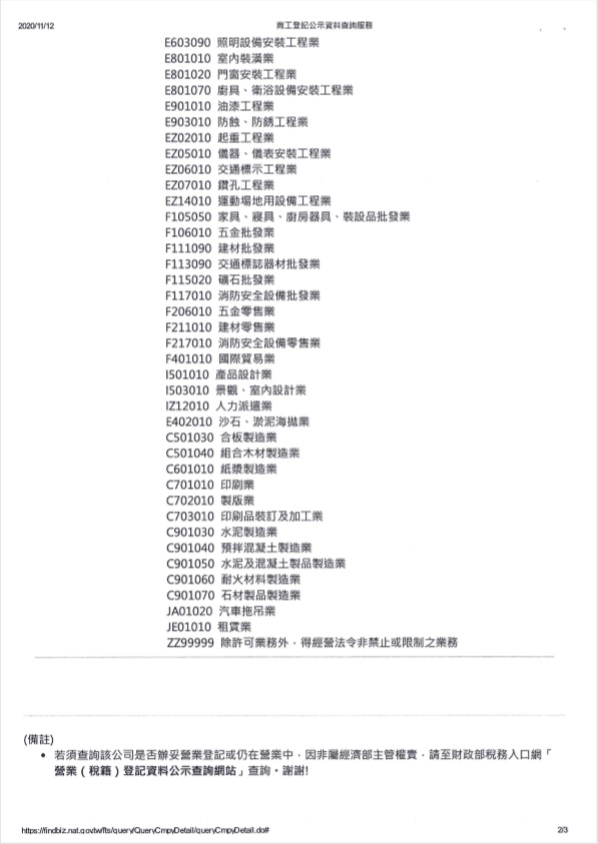 2020/11/12 商工登記公示資料查詢服務
E603090 照明設備安裝工程業
E801010 室內裝潢業
E801020 門窗安裝工程業
E801070 廚具、衛浴設備安裝工程業
E901010 油漆工程業
E903010 防蝕、防銹工程業
EZ02010 起重工程業
EZ05010 儀器、儀表安裝工程業
EZ06010 交通標示工程業
EZ07010 鑽孔工程業
EZ14010 運動場地用設備工程業
F105050 家具、寢具、廚房器具、裝設品批發業
F106010 五金批發業
F111090 建材批發業
F113090 交通標誌器材批發業
F115020 礦石批發業
F117010 消防安全設備批發業
F206010 五金零售業
F211010 建材零售業
F217010 消防安全設備零售業
F401010 國際貿易業
I501010 產品設計業
I503010 景觀、室內設計業
IZ12010 人力派遣業
E402010 沙石、淤泥海拋業
C501030 合板製造業
C501040 組合木材製造業
C601010 紙漿製造業
C701010 印刷業
C702010 製版業
C703010 印刷品裝訂及加工業
C901030 水泥製造業
C901040 預拌混凝土製造業
C901050 水泥及混凝土製品製造業
C901060 耐火材料製造業
C901070 石材製品製造業
JA01020 汽車拖吊業
JE01010 租賃業
ZZ99999 除許可業務外，得經營法令非禁止或限制之業務
(備註)
• 若須查詢該公司是否辦妥營業登記或仍在營業中，因非屬經濟部主管權責，請至財政部稅務入口網「
營業（稅籍）登記資料公示查詢網站」查詢。謝謝!
https://findbiz.nat.gov.tw/fts/query/QueryCmpyDetail/queryCmpyDetail.do# 2/3